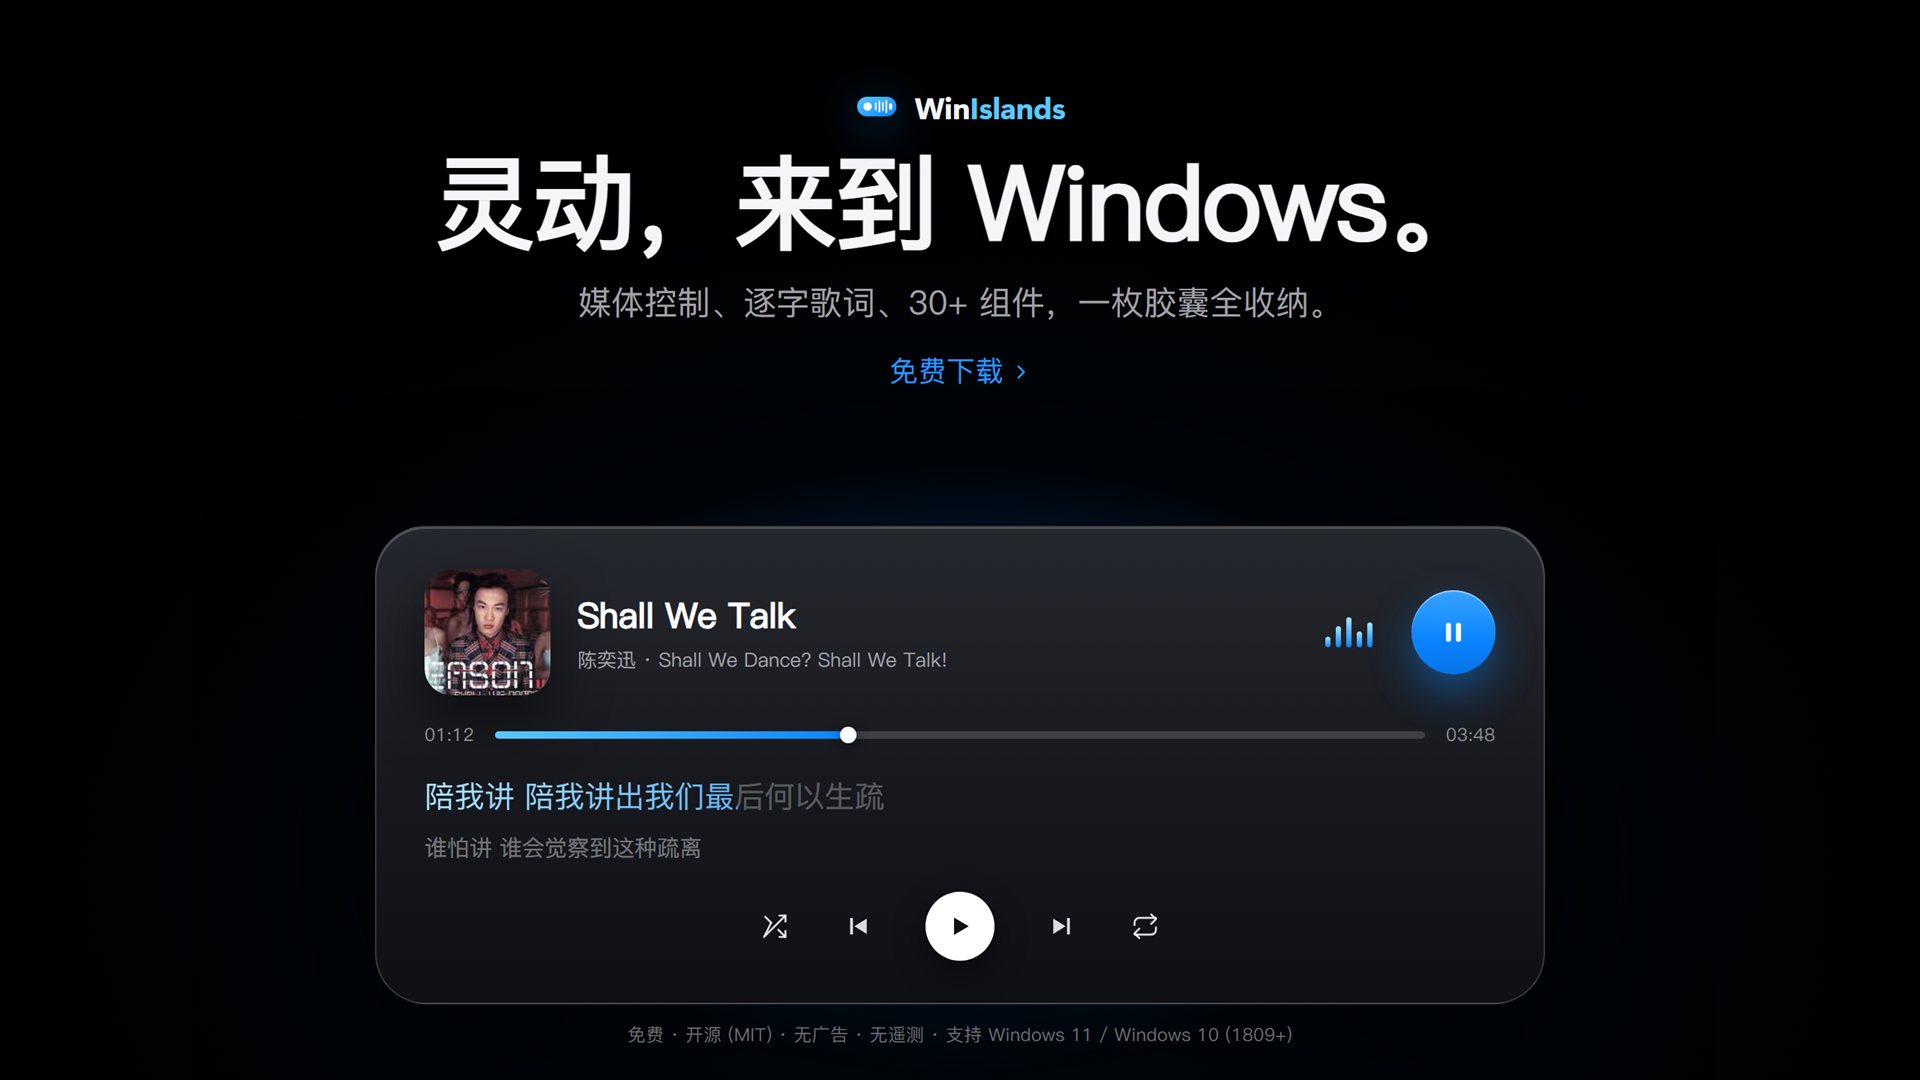 WinIslands
灵动，来到 Windows。
媒体控制、逐字歌词、30+ 组件，一枚胶囊全收纳。
免费下载 ›
Shall We Talk
陈奕迅 · Shall We Dance? Shall We Talk!
01:12
03:48
陪我讲 陪我讲出我们最后何以生疏
谁怕讲 谁会觉察到这种疏离
免费 · 开源 (MIT) · 无广告 · 无遥测 · 支持 Windows 11 / Windows 10 (1809+)